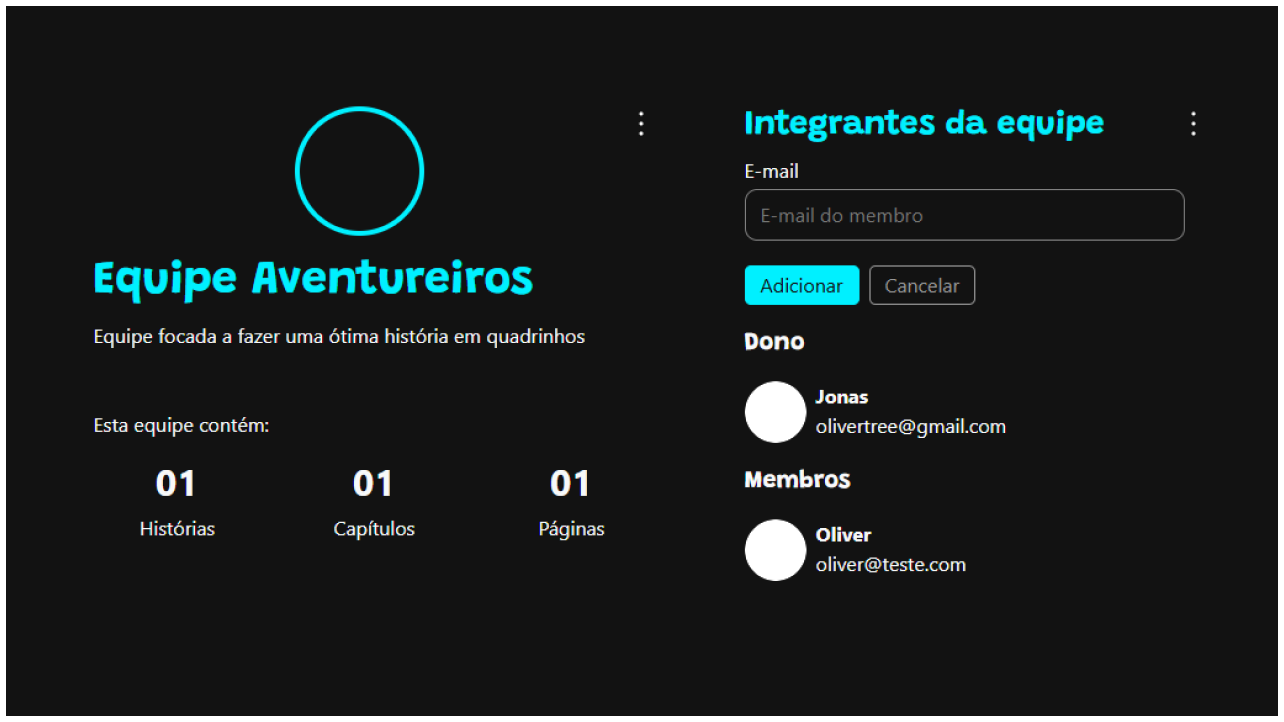 Equipe Aventureiros
Equipe focada a fazer uma ótima história em quadrinhos
Esta equipe contém:
01 01 01
Histórias Capítulos Páginas
Integrantes da equipe
E-mail
E-mail do membro
Adicionar Cancelar
Dono
Jonas
olivertree@gmail.com
Membros
Oliver
oliver@teste.com